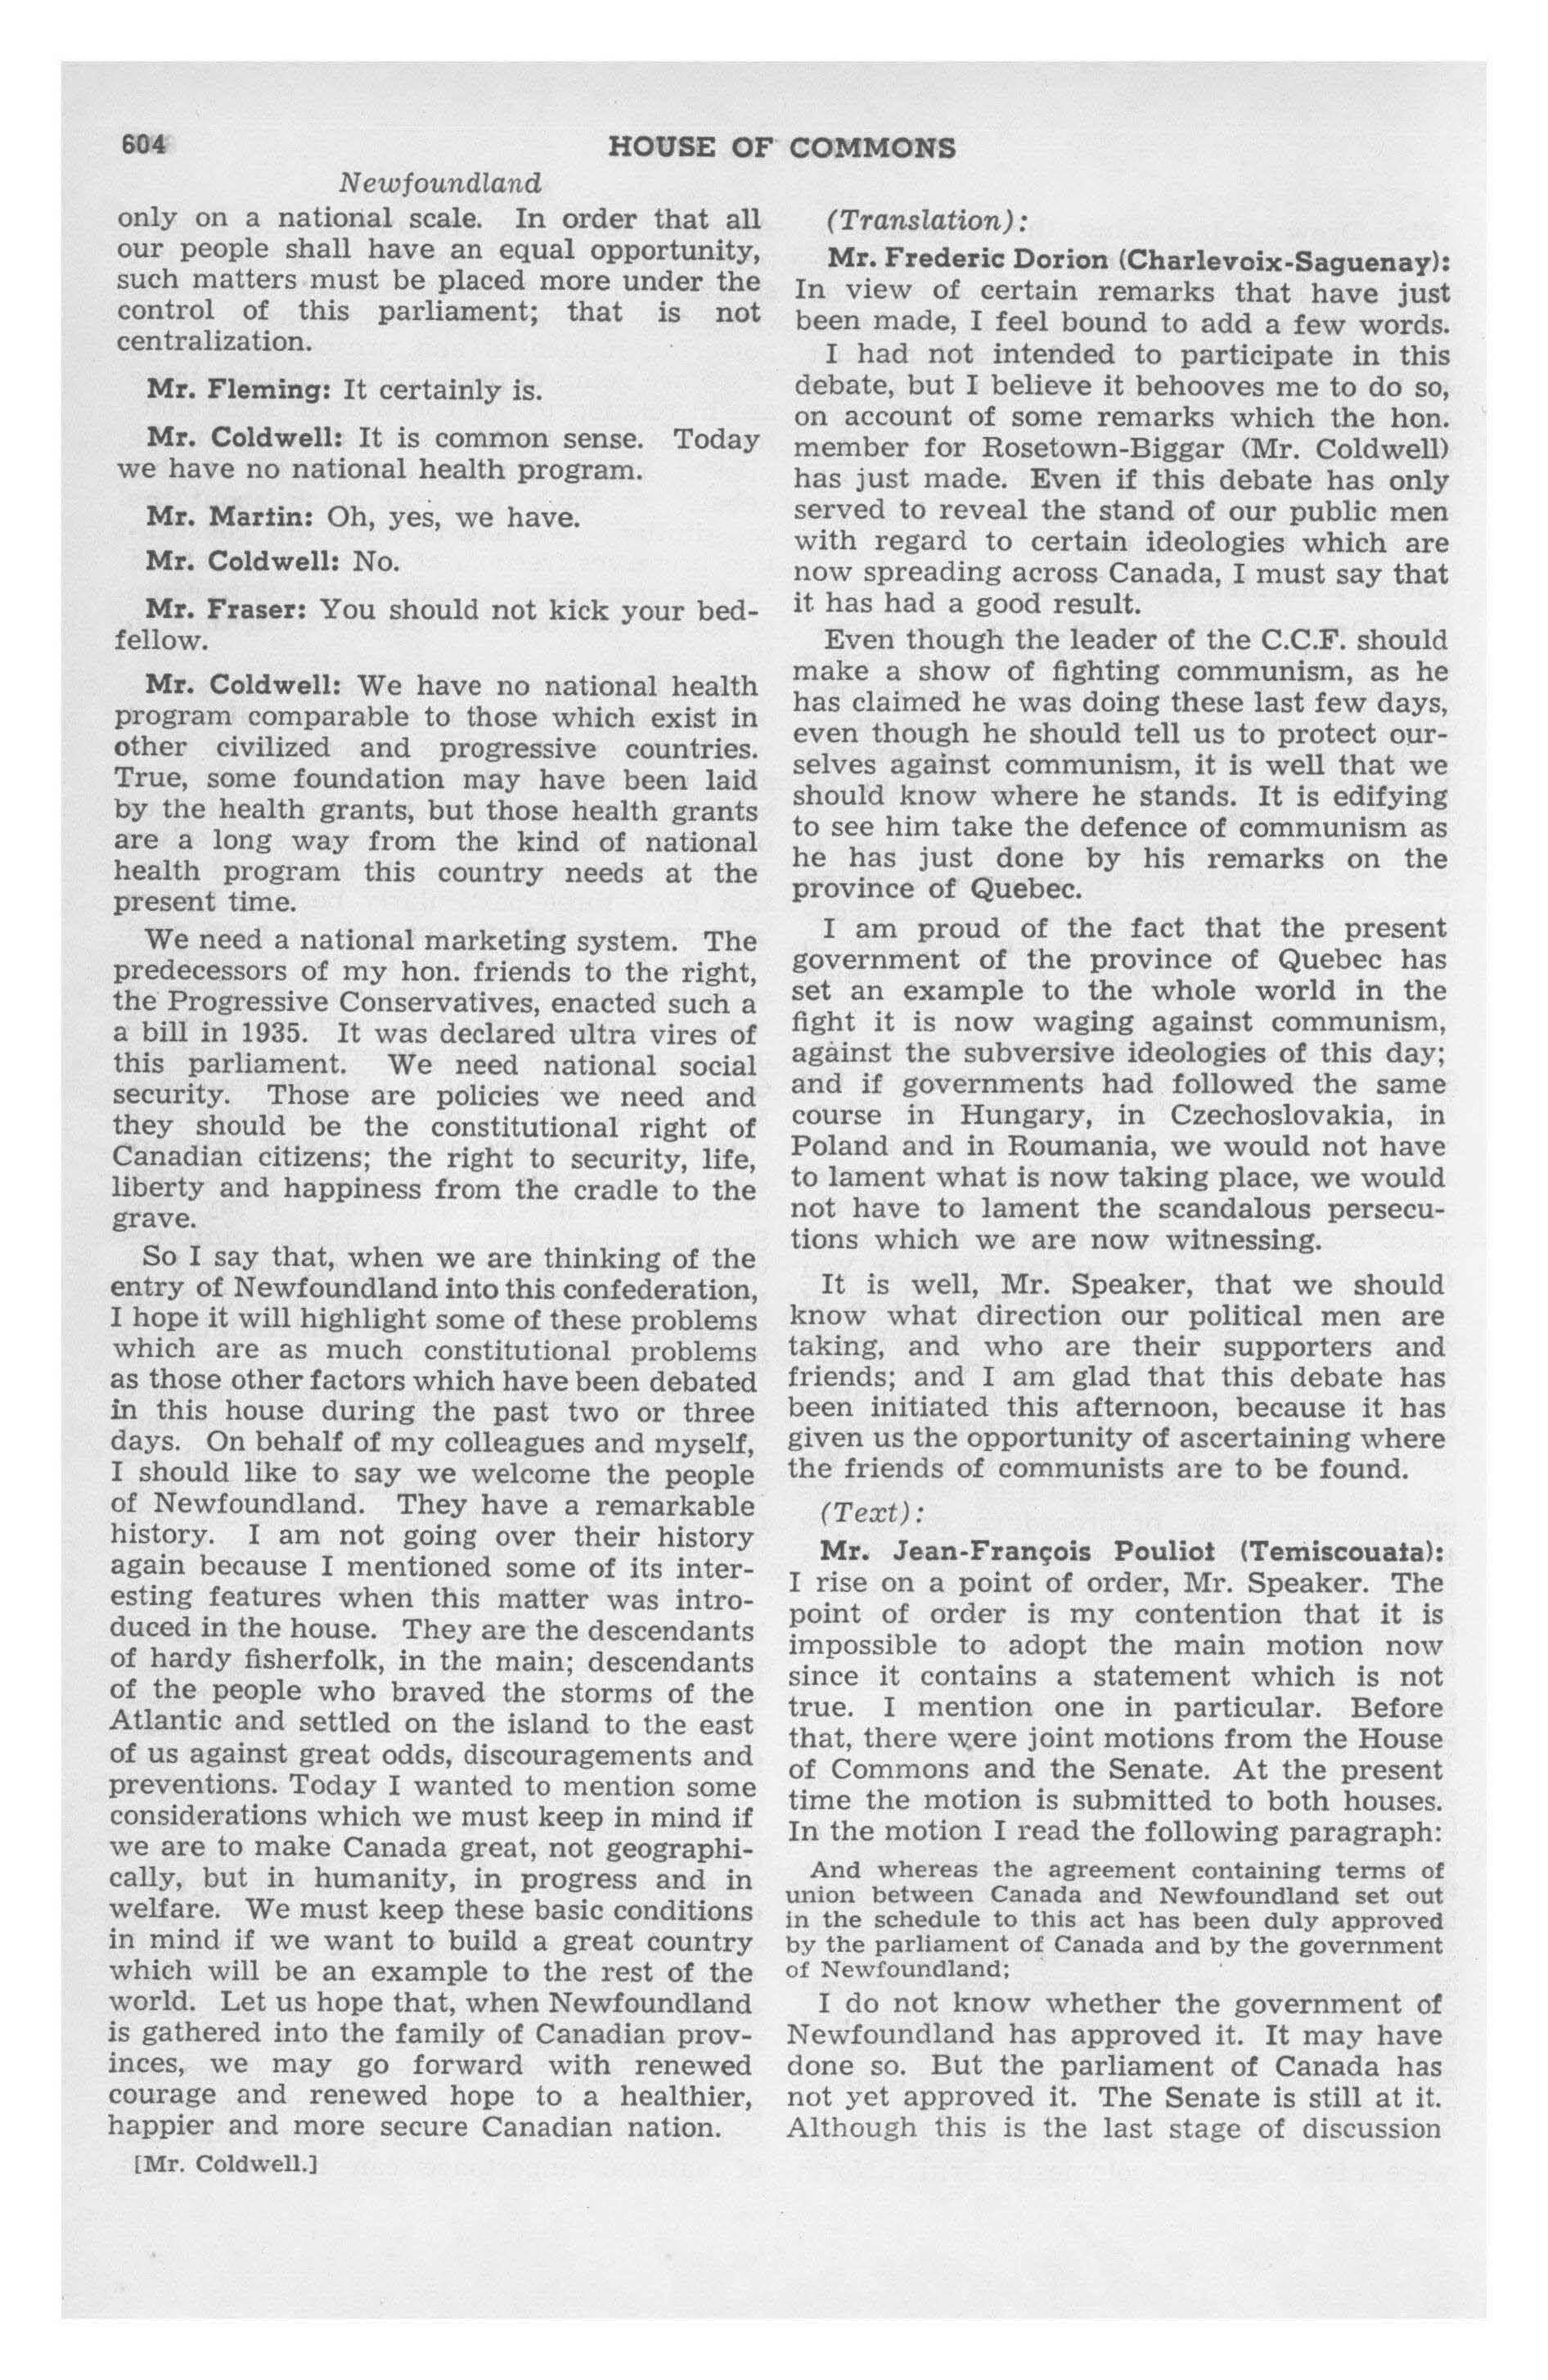 604
HOUSE OF COMMONS
Newfoundland
only on a national scale. In order that all
our people shall have an equal opportunity,
such matters must be placed more under the
control of this parliament; that is not
centralization.
Mr. Fleming: It certainly is.
Mr. Coldwell: It is common sense. Today
we have no national health program.
Mr. Martin: Oh, yes, we have.
Mr. Coldwell: No.
Mr. Fraser: You should not kick your bed-
fellow.
Mr. Coldwell: We have no national health
program comparable to those which exist in
other civilized and progressive countries.
True, some foundation may have been laid
by the health grants, but those health grants
are a long way from the kind of national
health program this country needs at the
present time.
We need a national marketing system. The
predecessors of my hon. friends to the right,
the Progressive Conservatives, enacted such a
a bill in 1935. It was declared ultra vires of
this parliament. We need national social
security. Those are policies we need and
they should be the constitutional right of
Canadian citizens; the right to security, life,
liberty and happiness from the cradle to the
grave.
So I say that, when we are thinking of the
entry of Newfoundland into this confederation,
I hope it will highlight some of these problems
which are as much constitutional problems
as those other factors which have been debated
in this house during the past two or three
days. On behalf of my colleagues and myself,
I should like to say we welcome the people
of Newfoundland. They have a remarkable
history. I am not going over their history
again because I mentioned some of its inter-
esting features when this matter was intro-
duced in the house. They are the descendants
of hardy fisherfolk, in the main; descendants
of the people who braved the storms of the
Atlantic and settled on the island to the east
of us against great odds, discouragements and
preventions. Today I wanted to mention some
considerations which we must keep in mind if
we are to make Canada great, not geographi-
cally, but in humanity, in progress and in
welfare. We must keep these basic conditions
in mind if we want to build a great country
which will be an example to the rest of the
world. Let us hope that, when Newfoundland
is gathered into the family of Canadian prov-
inces, we may go forward with renewed
courage and renewed hope to a healthier,
happier and more secure Canadian nation.
[Mr. Coldwell.]
(Translation):
Mr. Frederic Dorion (Charlevoix-Saguenay):
In view of certain remarks that have just
been made, I feel bound to add a few words.
I had not intended to participate in this
debate, but I believe it behooves me to do so,
on account of some remarks which the hon.
member for Rosetown-Biggar (Mr. Coldwell)
has just made. Even if this debate has only
served to reveal the stand of our public men
with regard to certain ideologies which are
now spreading across Canada, I must say that
it has had a good result.
Even though the leader of the C.C.F. should
make a show of fighting communism, as he
has claimed he was doing these last few days,
even though he should tell us to protect our-
selves against communism, it is well that we
should know where he stands. It is edifying
to see him take the defence of communism as
he has just done by his remarks on the
province of Quebec.
I am proud of the fact that the present
government of the province of Quebec has
set an example to the whole world in the
fight it is now waging against communism,
against the subversive ideologies of this day;
and if governments had followed the same
course in Hungary, in Czechoslovakia, in
Poland and in Roumania, we would not have
to lament what is now taking place, we would
not have to lament the scandalous persecu-
tions which we are now witnessing.
It is well, Mr. Speaker, that we should
know what direction our political men are
taking, and who are their supporters and
friends; and I am glad that this debate has
been initiated this afternoon, because it has
given us the opportunity of ascertaining where
the friends of communists are to be found.
(Text):
Mr. Jean-François Pouliot (Temiscouata):
I rise on a point of order, Mr. Speaker. The
point of order is my contention that it is
impossible to adopt the main motion now
since it contains a statement which is not
true. I mention one in particular. Before
that, there were joint motions from the House
of Commons and the Senate. At the present
time the motion is submitted to both houses.
In the motion I read the following paragraph:
And whereas the agreement containing terms of
union between Canada and Newfoundland set out
in the schedule to this act has been duly approved
by the parliament of Canada and by the government
of Newfoundland;
I do not know whether the government of
Newfoundland has approved it. It may have
done so. But the parliament of Canada has
not yet approved it. The Senate is still at it.
Although this is the last stage of discussion